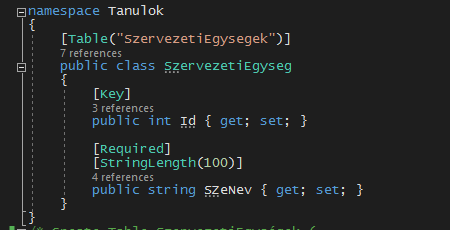 namespace Tanulok
{
[Table("SzervezetiEgysegek")]
7 references
public class SzervezetiEgyseg
{
[Key]
3 references
public int Id { get; set; }
[Required]
[StringLength(100)]
4 references
public string SZeNev { get; set; }
}
}